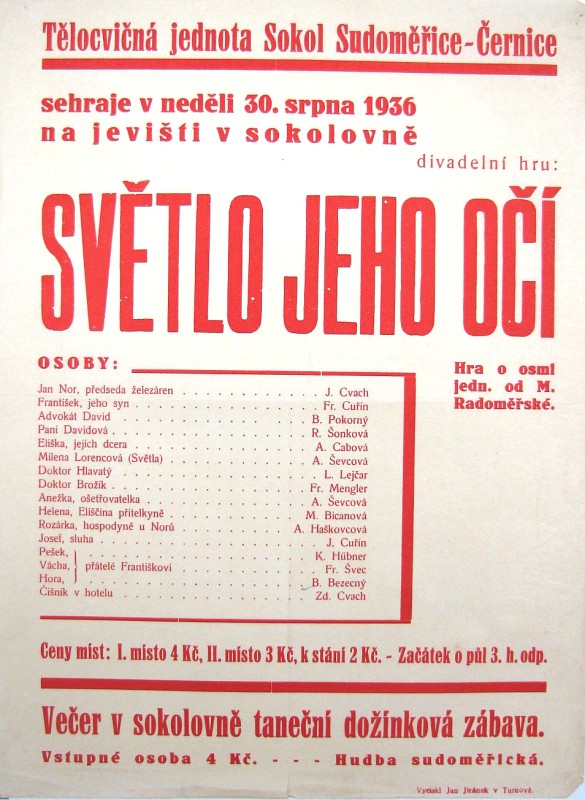 Tělocvičná jednota Sokol Sudoměřice-Černice
sehraje v neděli 30. srpna 1936
na jevišti v sokolovně
divadelní hru:
SVĚTLO JEHO OČÍ
OSOBY:
Hra o osmi
jedn. od M.
Radoměřské.
Jan Nor, předseda železáren . . . . . . . . . . . . J. Cvach
František, jeho syn . . . . . . . . . . . . Fr. Cuřín
Advokát David . . . . . . . . . . . . B. Pokorný
Paní Davidová . . . . . . . . . . . . R. Šonková
Eliška, jejich dcera . . . . . . . . . . . . A. Cabová
Milena Lorencová (Světla) . . . . . . . . . . . . A. Ševcová
Doktor Hlavatý . . . . . . . . . . . . L. Lejčar
Doktor Brožík . . . . . . . . . . . . Fr. Mengler
Anežka, ošetřovatelka . . . . . . . . . . . . A. Ševcová
Helena, Eliščina přítelkyně . . . . . . . . . . . . M. Bicanová
Rozárka, hospodyně u Norů . . . . . . . . . . . . A. Haškovcová
Josef, sluha . . . . . . . . . . . . J. Cuřín
Pešek, . . . . . . . . . . . . K. Hübner
Vácha, přátelé Františkovi . . . . . . . . . . . . Fr. Švec
Hora, . . . . . . . . . . . . B. Bezecný
Číšník v hotelu . . . . . . . . . . . . Zd. Cvach
Ceny míst: I. místo 4 Kč, II. místo 3 Kč, k stání 2 Kč. - Začátek o půl 3. h. odp.
Večer v sokolovně taneční dožínková zábava.
Vstupné osoba 4 Kč. - - - Hudba sudoměřická.
Vytiskl Jan Jiránek v Turnově.